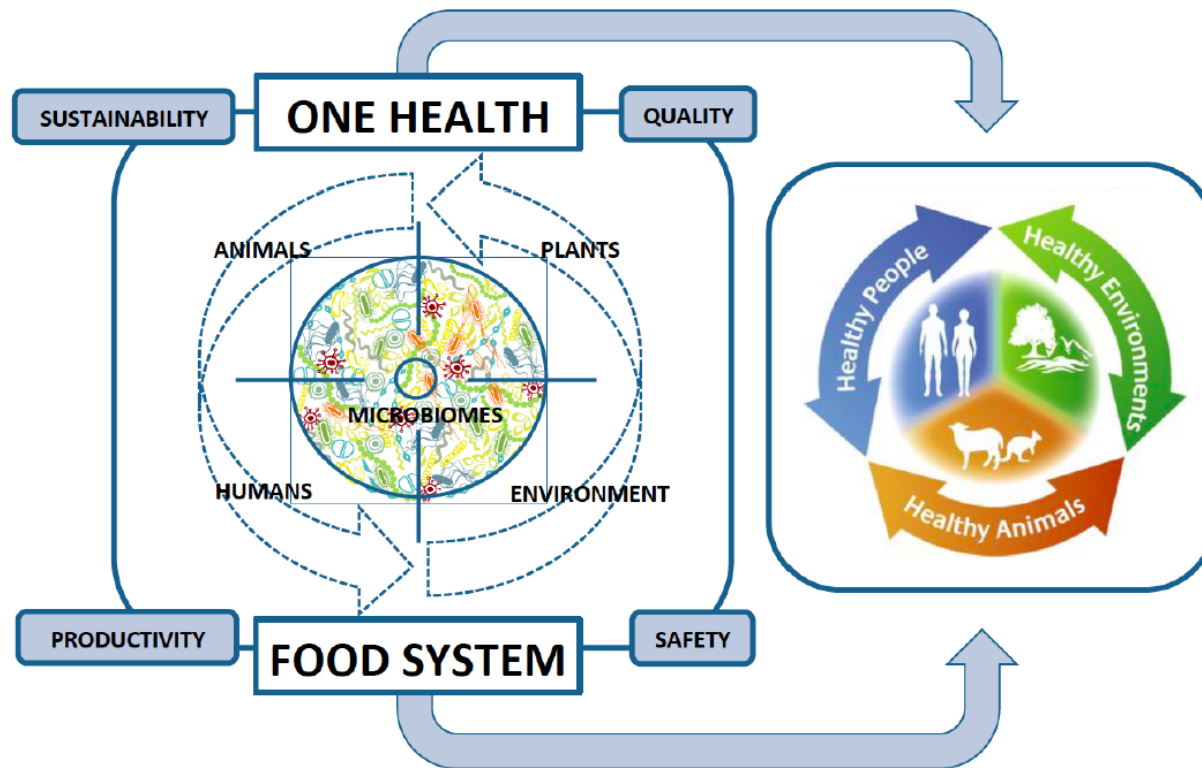 ONE HEALTH
SUSTAINABILITY
QUALITY
ANIMALS
PLANTS
MICROBIOMES
HUMANS
ENVIRONMENT
PRODUCTIVITY
SAFETY
FOOD SYSTEM
Healthy People
Healthy Environments
Healthy Animals